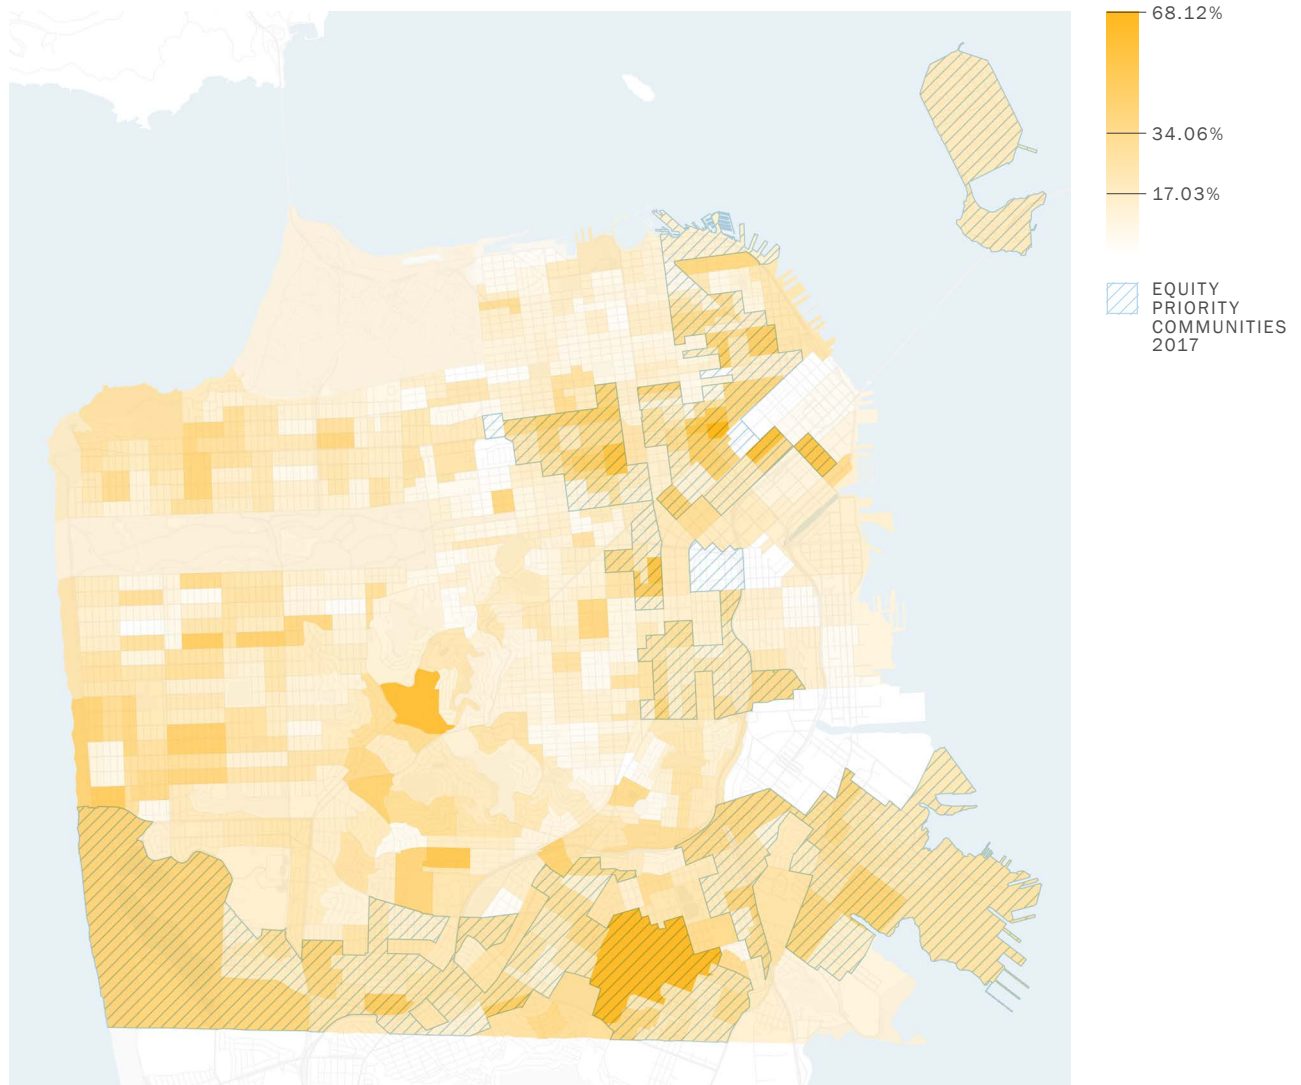 68.12%
34.06%
17.03%
EQUITY
PRIORITY
COMMUNITIES
2017